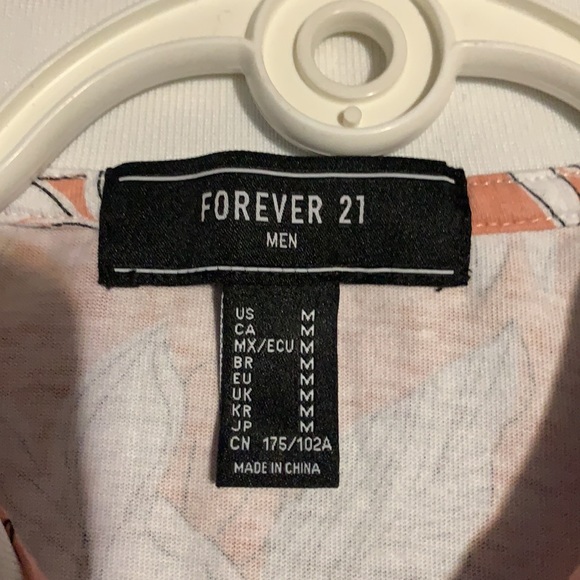 FOREVER 21
MEN
US M
CA M
MX/ECU M
BR M
EU M
UK M
KR M
JP M
CN 175/102A
MADE IN CHINA